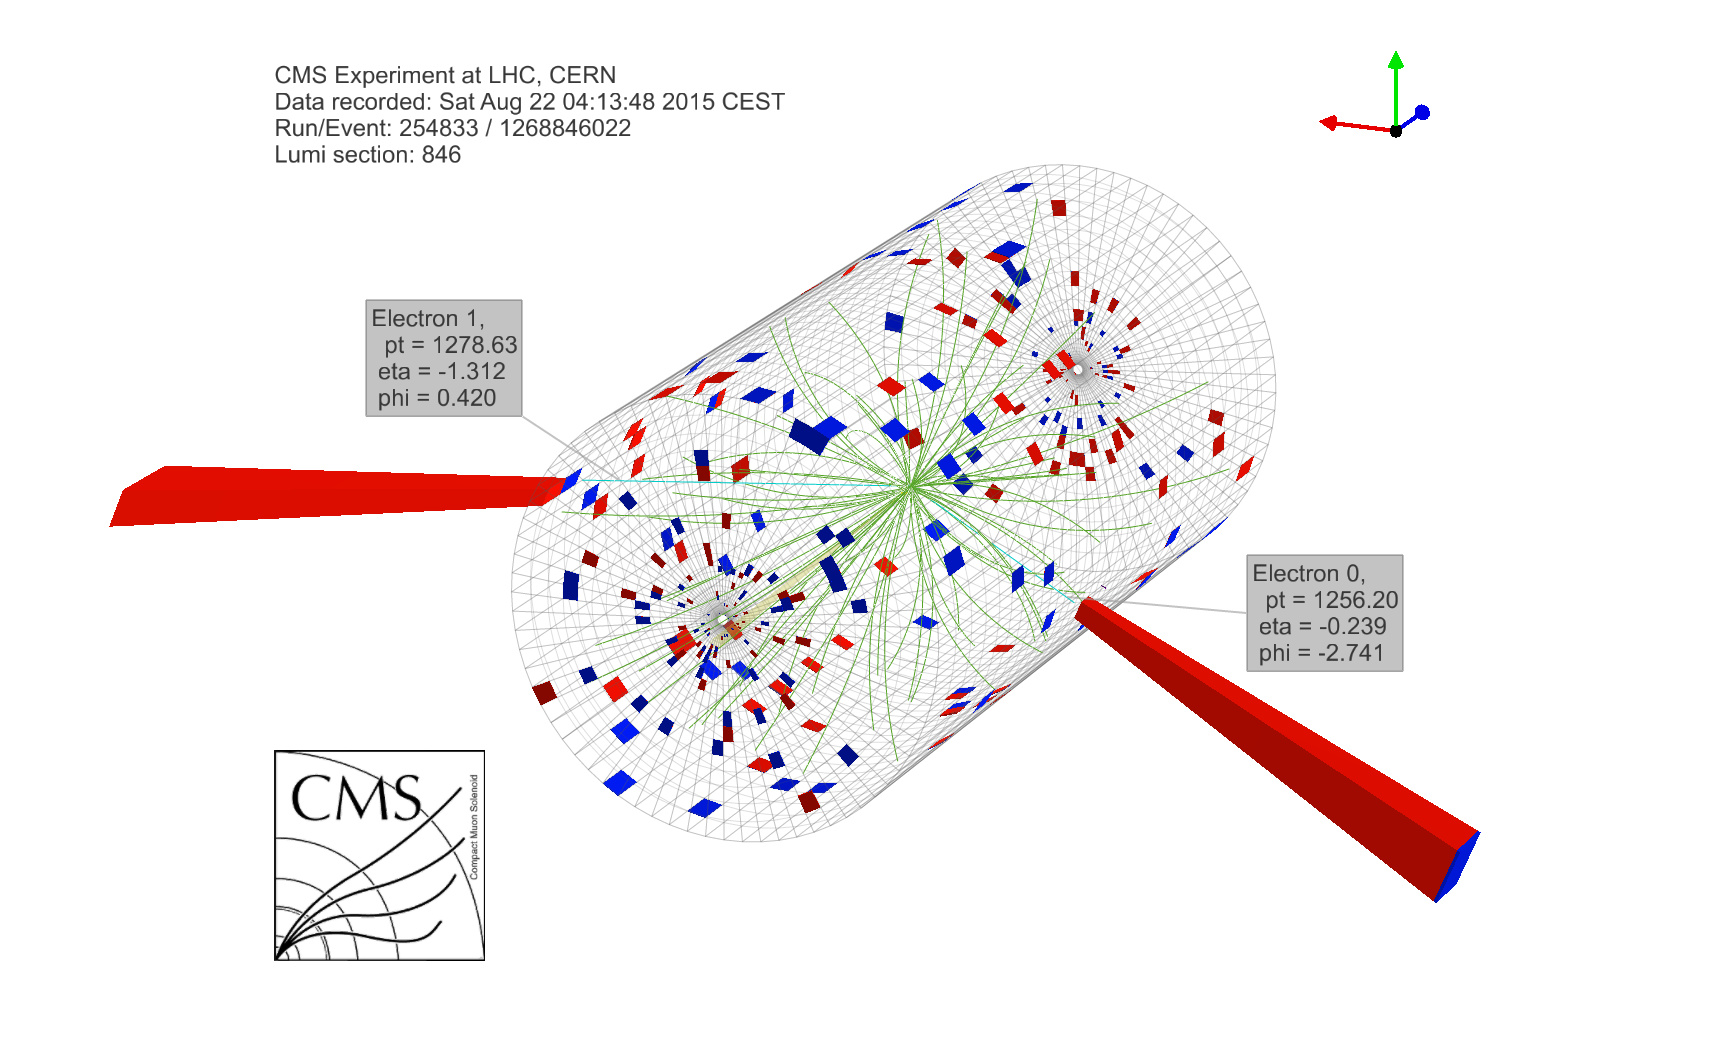 CMS Experiment at LHC, CERN
Data recorded: Sat Aug 22 04:13:48 2015 CEST
Run/Event: 254833 / 1268846022
Lumi section: 846
Electron 1,
pt = 1278.63
eta = -1.312
phi = 0.420
Electron 0,
pt = 1256.20
eta = -0.239
phi = -2.741
CMS
Compact Muon Solenoid